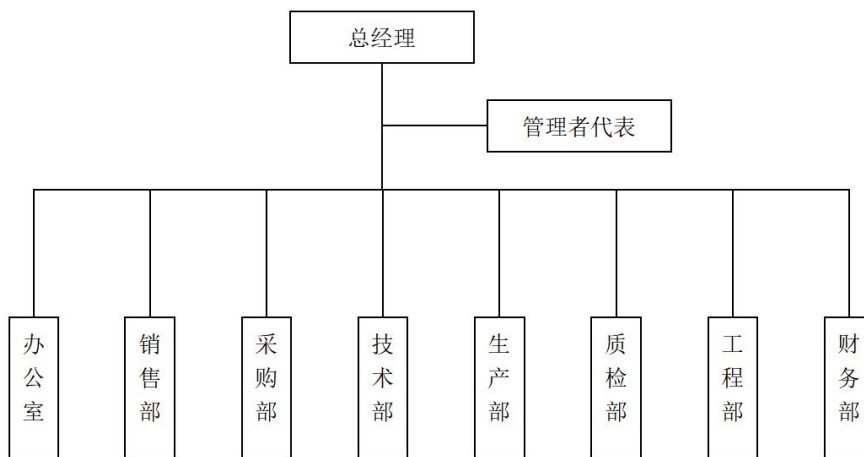 总经理
管理者代表
办公室
销售部
采购部
技术部
生产部
质检部
工程部
财务部